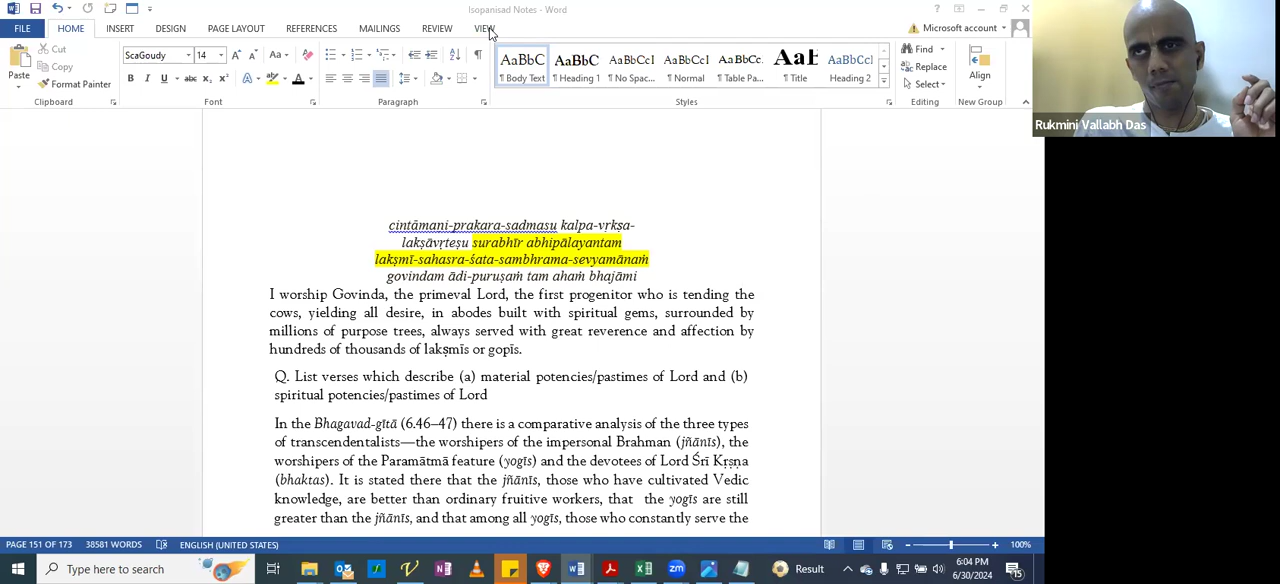 Isopanisad Notes - Word
FILE HOME INSERT DESIGN PAGE LAYOUT REFERENCES MAILINGS REVIEW VIEW Microsoft account
Paste Cut Copy Format Painter
Clipboard
ScaGoudy 14
Font
Paragraph
AaBbC AaBbC AaBbCcI AaBbCcI AaBbCc. AaB AaBbCcI
¶ Body Text ¶ Heading 1 ¶ No Spac... ¶ Normal ¶ Table Pa... ¶ Title Heading 2
Styles
Find Replace Select
Editing
Align
New Group
Rukmini Vallabh Das
cintāmani-prakara-sadmasu kalpa-vṛkṣa-
lakṣāvṛteṣu surabhīr abhipālayantam
lakṣmī-sahasra-śata-sambhrama-sevyamānaṁ
govindam ādi-puruṣaṁ tam ahaṁ bhajāmi
I worship Govinda, the primeval Lord, the first progenitor who is tending the
cows, yielding all desire, in abodes built with spiritual gems, surrounded by
millions of purpose trees, always served with great reverence and affection by
hundreds of thousands of lakṣmīs or gopīs.
Q. List verses which describe (a) material potencies/pastimes of Lord and (b)
spiritual potencies/pastimes of Lord
In the Bhagavad-gītā (6.46–47) there is a comparative analysis of the three types
of transcendentalists—the worshipers of the impersonal Brahman (jñānīs), the
worshipers of the Paramātmā feature (yogīs) and the devotees of Lord Śrī Kṛṣṇa
(bhaktas). It is stated there that the jñānīs, those who have cultivated Vedic
knowledge, are better than ordinary fruitive workers, that the yogīs are still
greater than the jñānīs, and that among all yogīs, those who constantly serve the
PAGE 151 OF 173 38581 WORDS ENGLISH (UNITED STATES) 100%
Type here to search Result 6:04 PM
6/30/2024 15